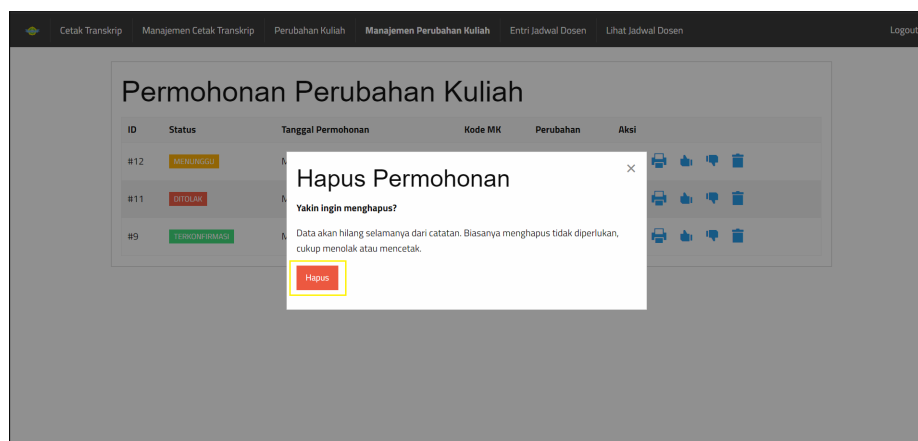 Cetak Transkrip Manajemen Cetak Transkrip Perubahan Kuliah Manajemen Perubahan Kuliah Entri Jadwal Dosen Lihat Jadwal Dosen Logout
Permohonan Perubahan Kuliah
ID Status Tanggal Permohonan Kode MK Perubahan Aksi
#12 MENUNGGU
#11 DITOLAK
#9 TERKONFIRMASI
Hapus Permohonan ×
Yakin ingin menghapus?
Data akan hilang selamanya dari catatan. Biasanya menghapus tidak diperlukan,
cukup menolak atau mencetak.
Hapus